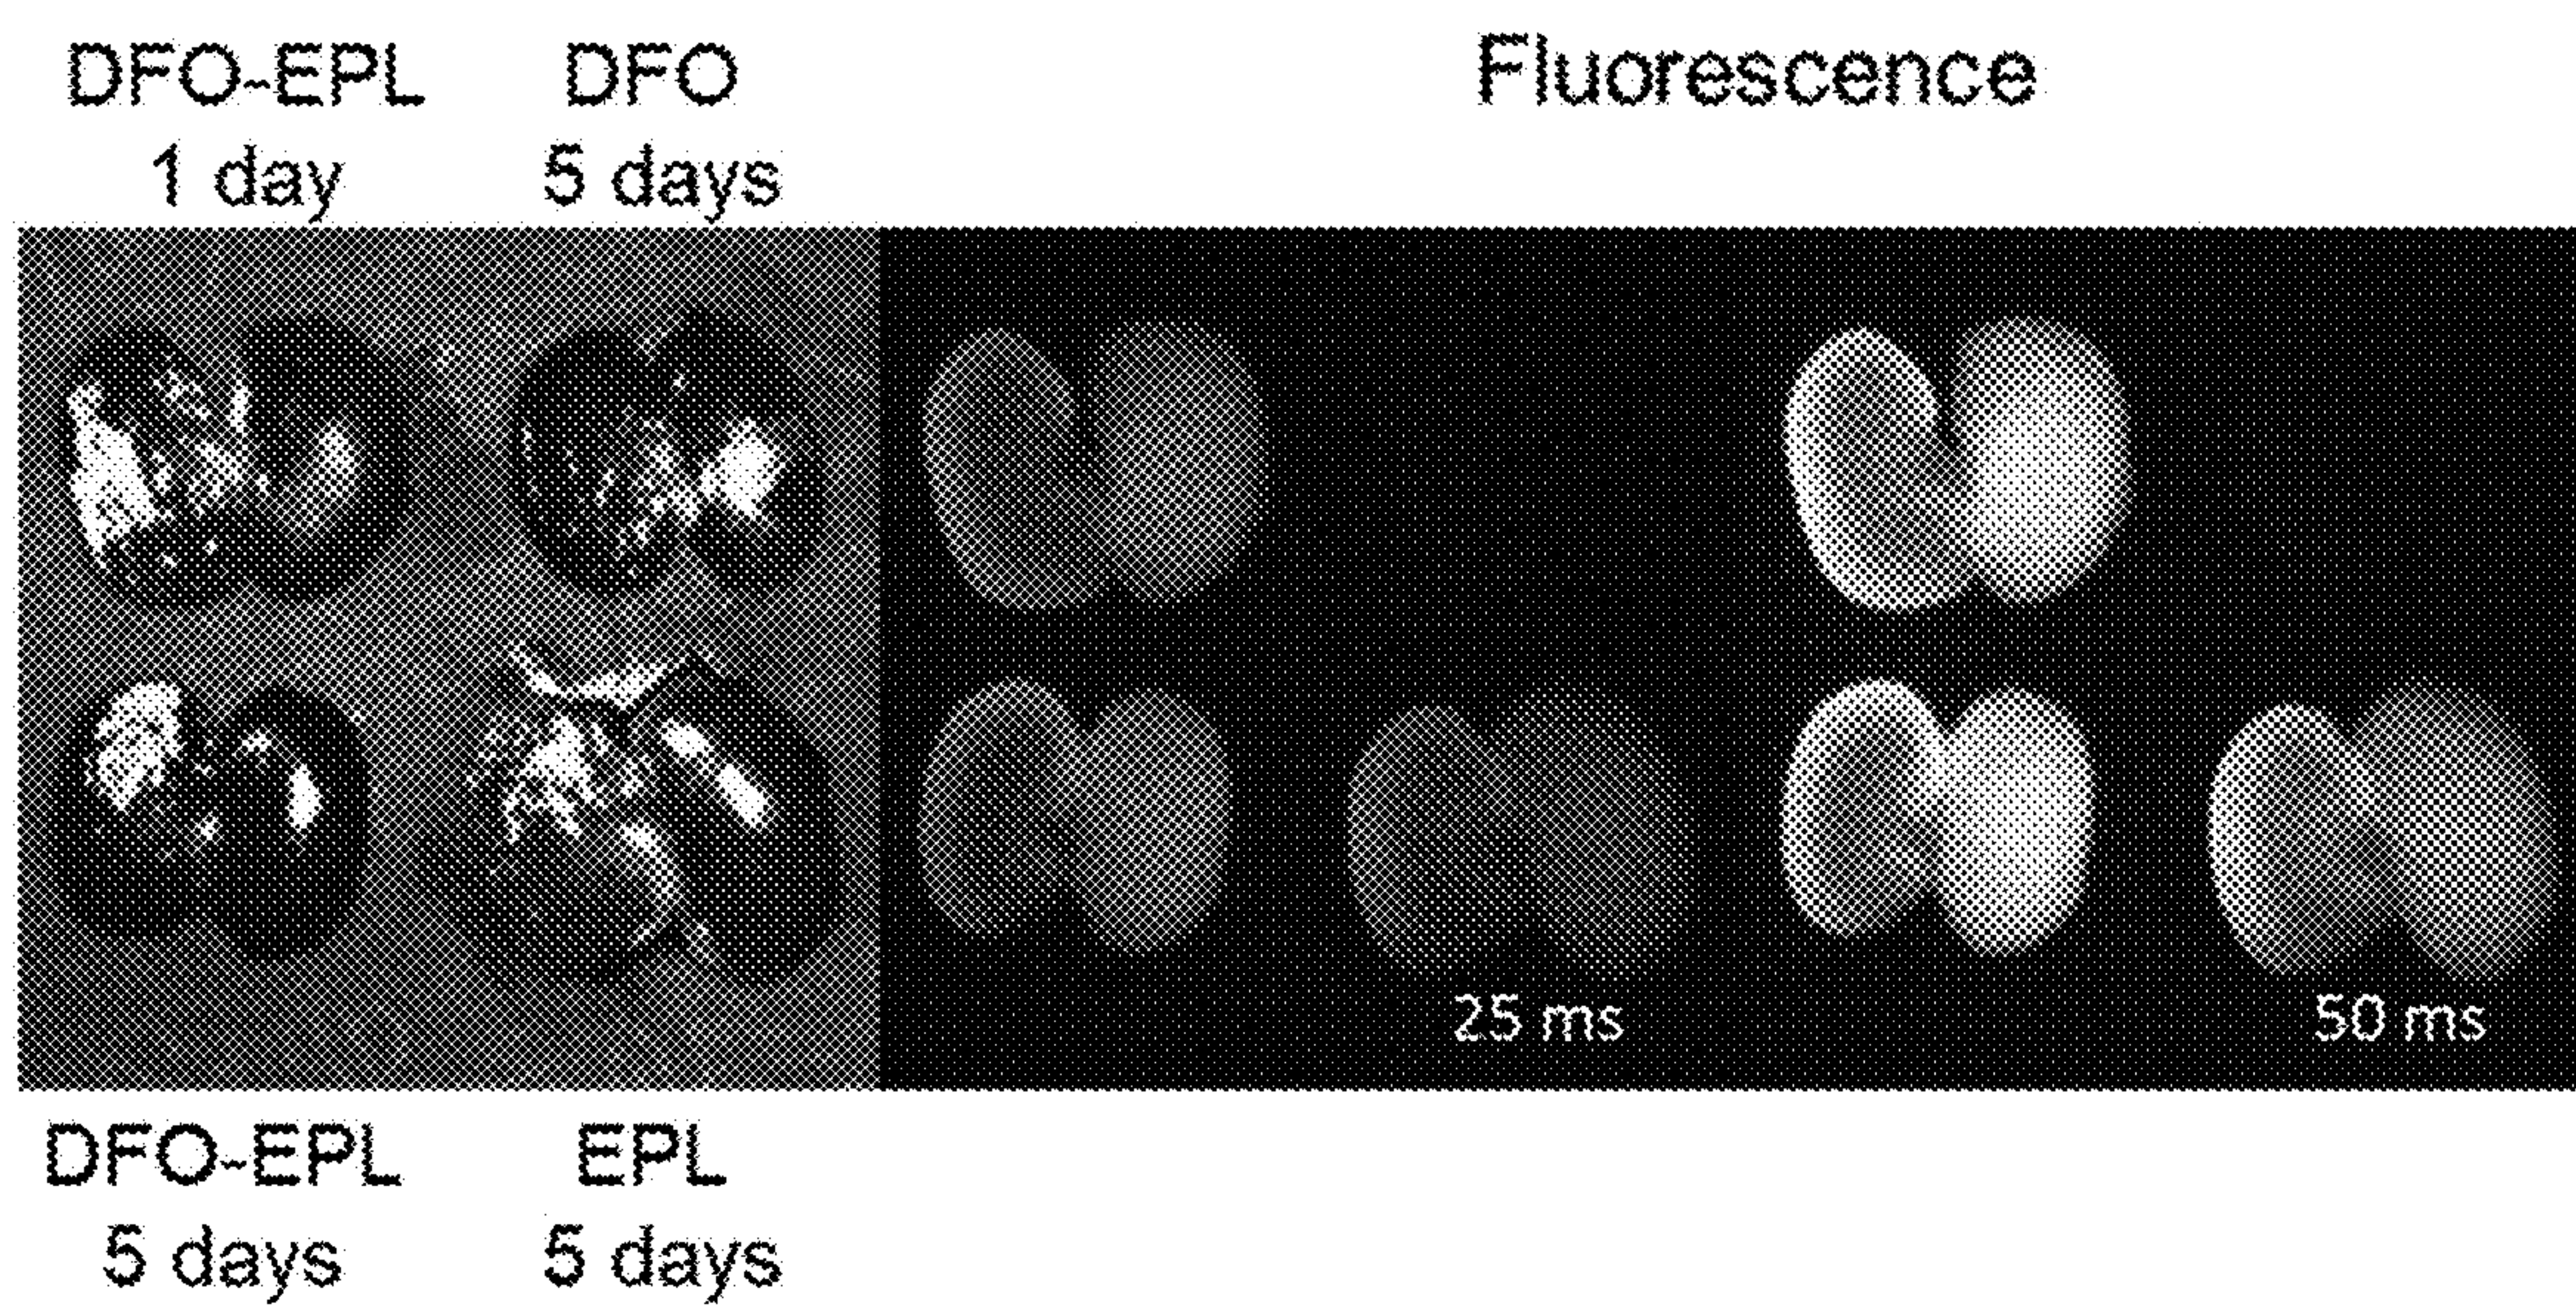 DFO-EPL DFO Fluorescence
1 day 5 days
25 ms 50 ms
DFO-EPL EPL
5 days 5 days